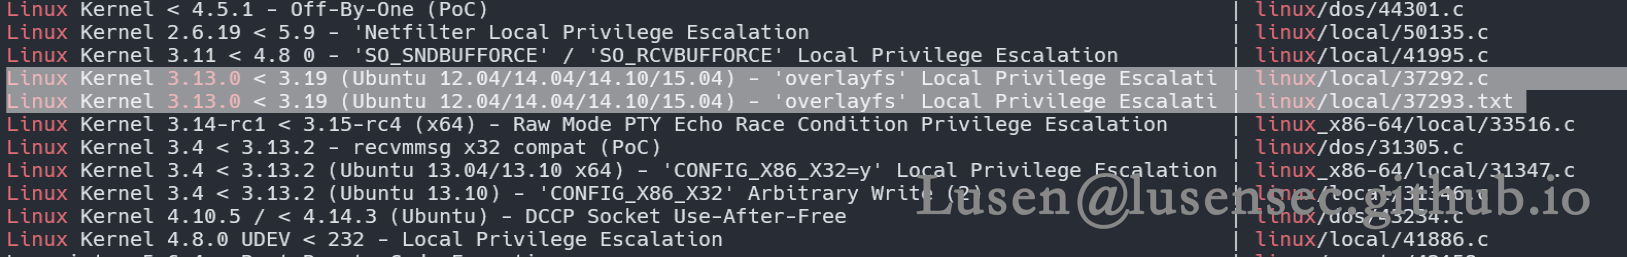 Linux Kernel < 4.5.1 - Off-By-One (PoC) | linux/dos/44301.c
Linux Kernel 2.6.19 < 5.9 - 'Netfilter Local Privilege Escalation | linux/local/50135.c
Linux Kernel 3.11 < 4.8 0 - 'SO_SNDBUFFORCE' / 'SO_RCVBUFFORCE' Local Privilege Escalation | linux/local/41995.c
Linux Kernel 3.13.0 < 3.19 (Ubuntu 12.04/14.04/14.10/15.04) - 'overlayfs' Local Privilege Escalati | linux/local/37292.c
Linux Kernel 3.13.0 < 3.19 (Ubuntu 12.04/14.04/14.10/15.04) - 'overlayfs' Local Privilege Escalati | linux/local/37293.txt
Linux Kernel 3.14-rc1 < 3.15-rc4 (x64) - Raw Mode PTY Echo Race Condition Privilege Escalation | linux_x86-64/local/33516.c
Linux Kernel 3.4 < 3.13.2 - recvmmsg x32 compat (PoC) | linux/dos/31305.c
Linux Kernel 3.4 < 3.13.2 (Ubuntu 13.04/13.10 x64) - 'CONFIG_X86_X32=y' Local Privilege Escalation | linux_x86-64/local/31347.c
Linux Kernel 3.4 < 3.13.2 (Ubuntu 13.10) - 'CONFIG_X86_X32' Arbitrary Write (2) | linux/local/31346.c
Lusen@lusensec.github.io
Linux Kernel 4.10.5 / < 4.14.3 (Ubuntu) - DCCP Socket Use-After-Free | linux/dos/43234.c
Linux Kernel 4.8.0 UDEV < 232 - Local Privilege Escalation | linux/local/41886.c